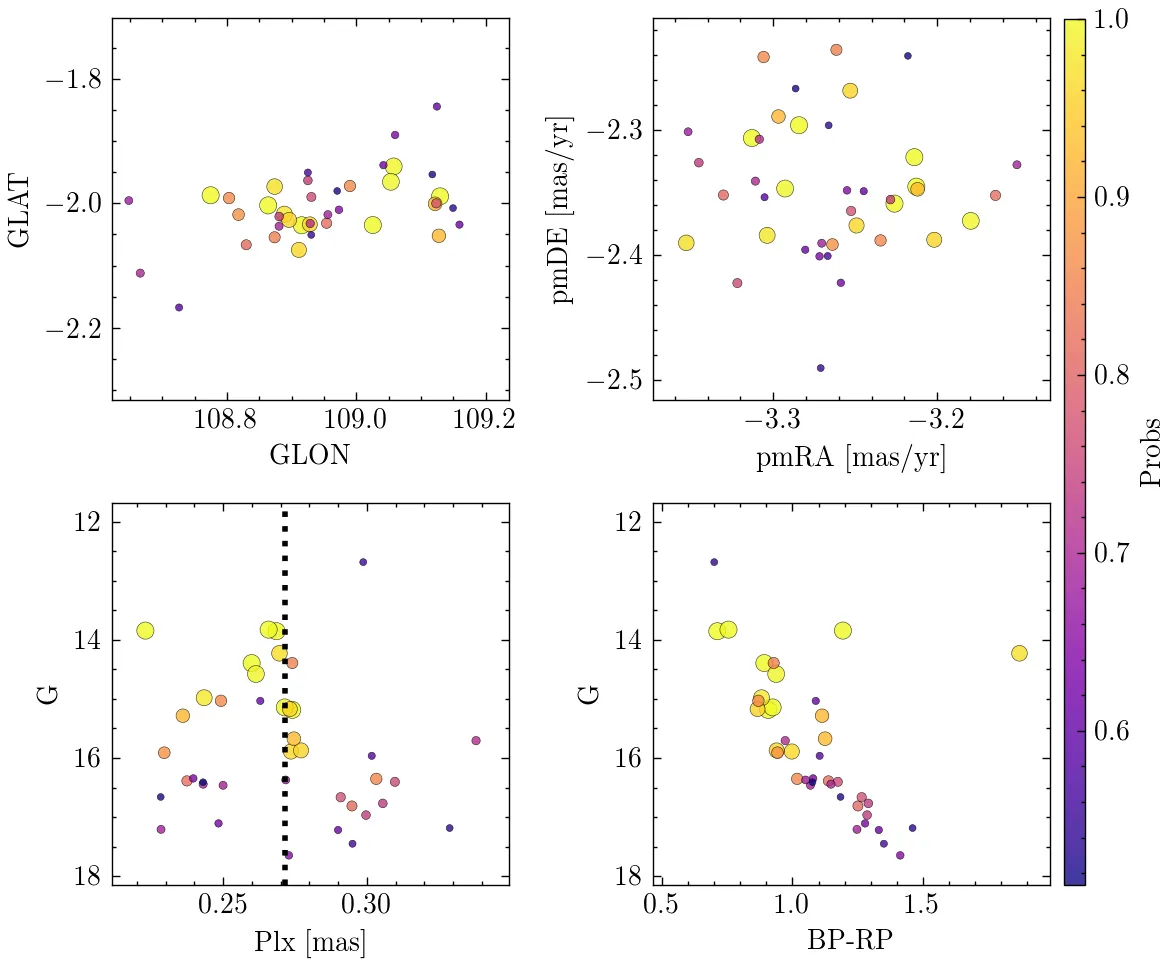 −1.8
−2.0
−2.2
GLAT
108.8 109.0 109.2
GLON
−2.3
−2.4
−2.5
pmDE [mas/yr]
−3.3 −3.2
pmRA [mas/yr]
1.0
0.9
0.8
0.7
0.6
Probs
12
14
16
18
G
0.25 0.30
Plx [mas]
12
14
16
18
G
0.5 1.0 1.5
BP-RP